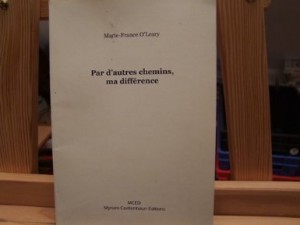 Marie-France O'Leary
Par d'autres chemins,
ma différence